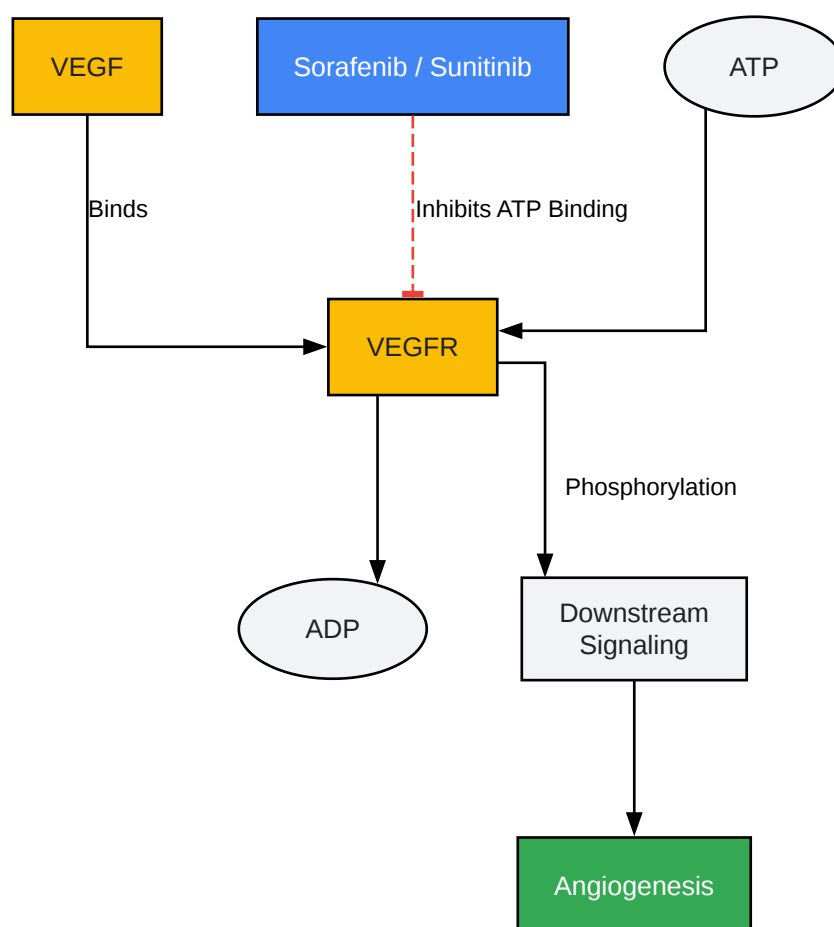 VEGF
Sorafenib / Sunitinib
ATP
Binds
Inhibits ATP Binding
VEGFR
Phosphorylation
ADP
Downstream
Signaling
Angiogenesis